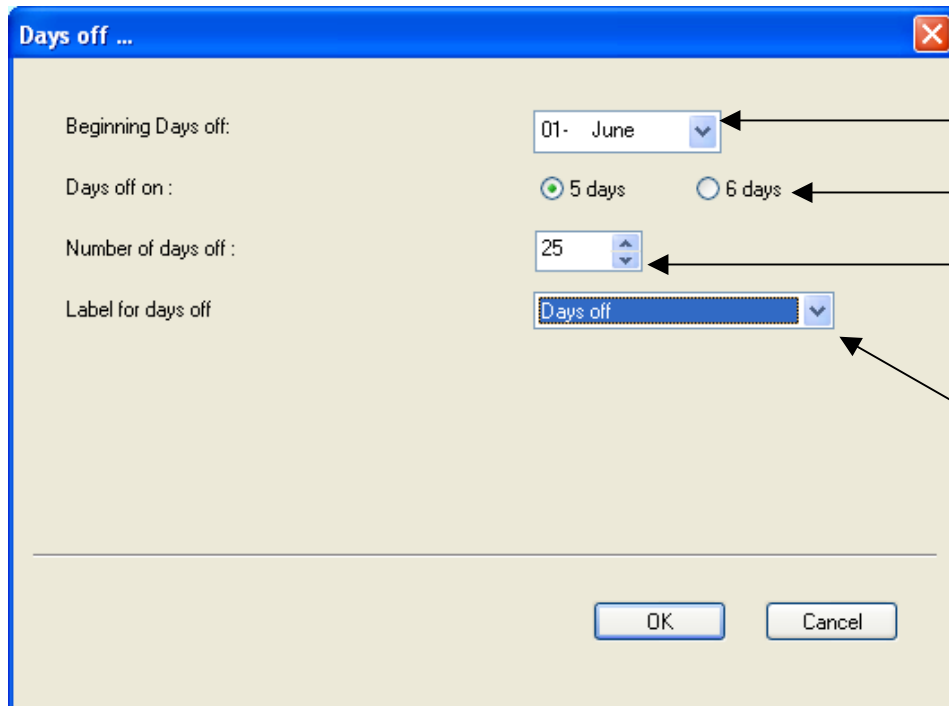 Days off ...
Beginning Days off: 01- June
Days off on : 5 days 6 days
Number of days off : 25
Label for days off Days off
OK Cancel